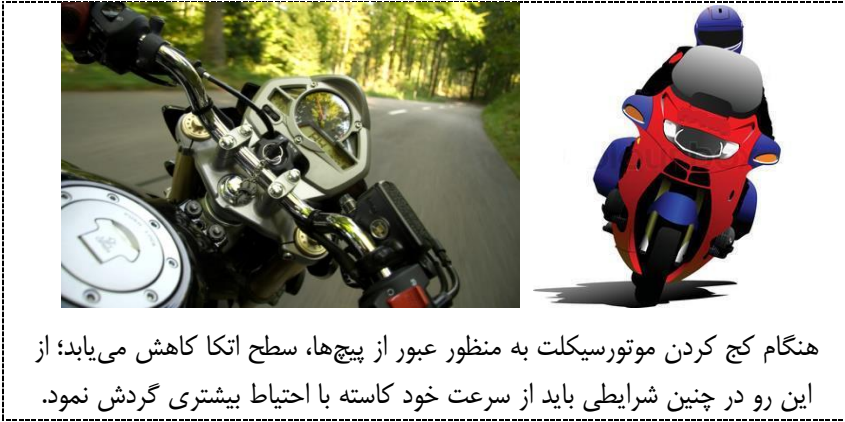 هنگام کج کردن موتورسیکلت به منظور عبور از پیچ‌ها، سطح اتکا کاهش می‌یابد؛ از
این رو در چنین شرایطی باید از سرعت خود کاسته با احتیاط بیشتری گردش نمود.